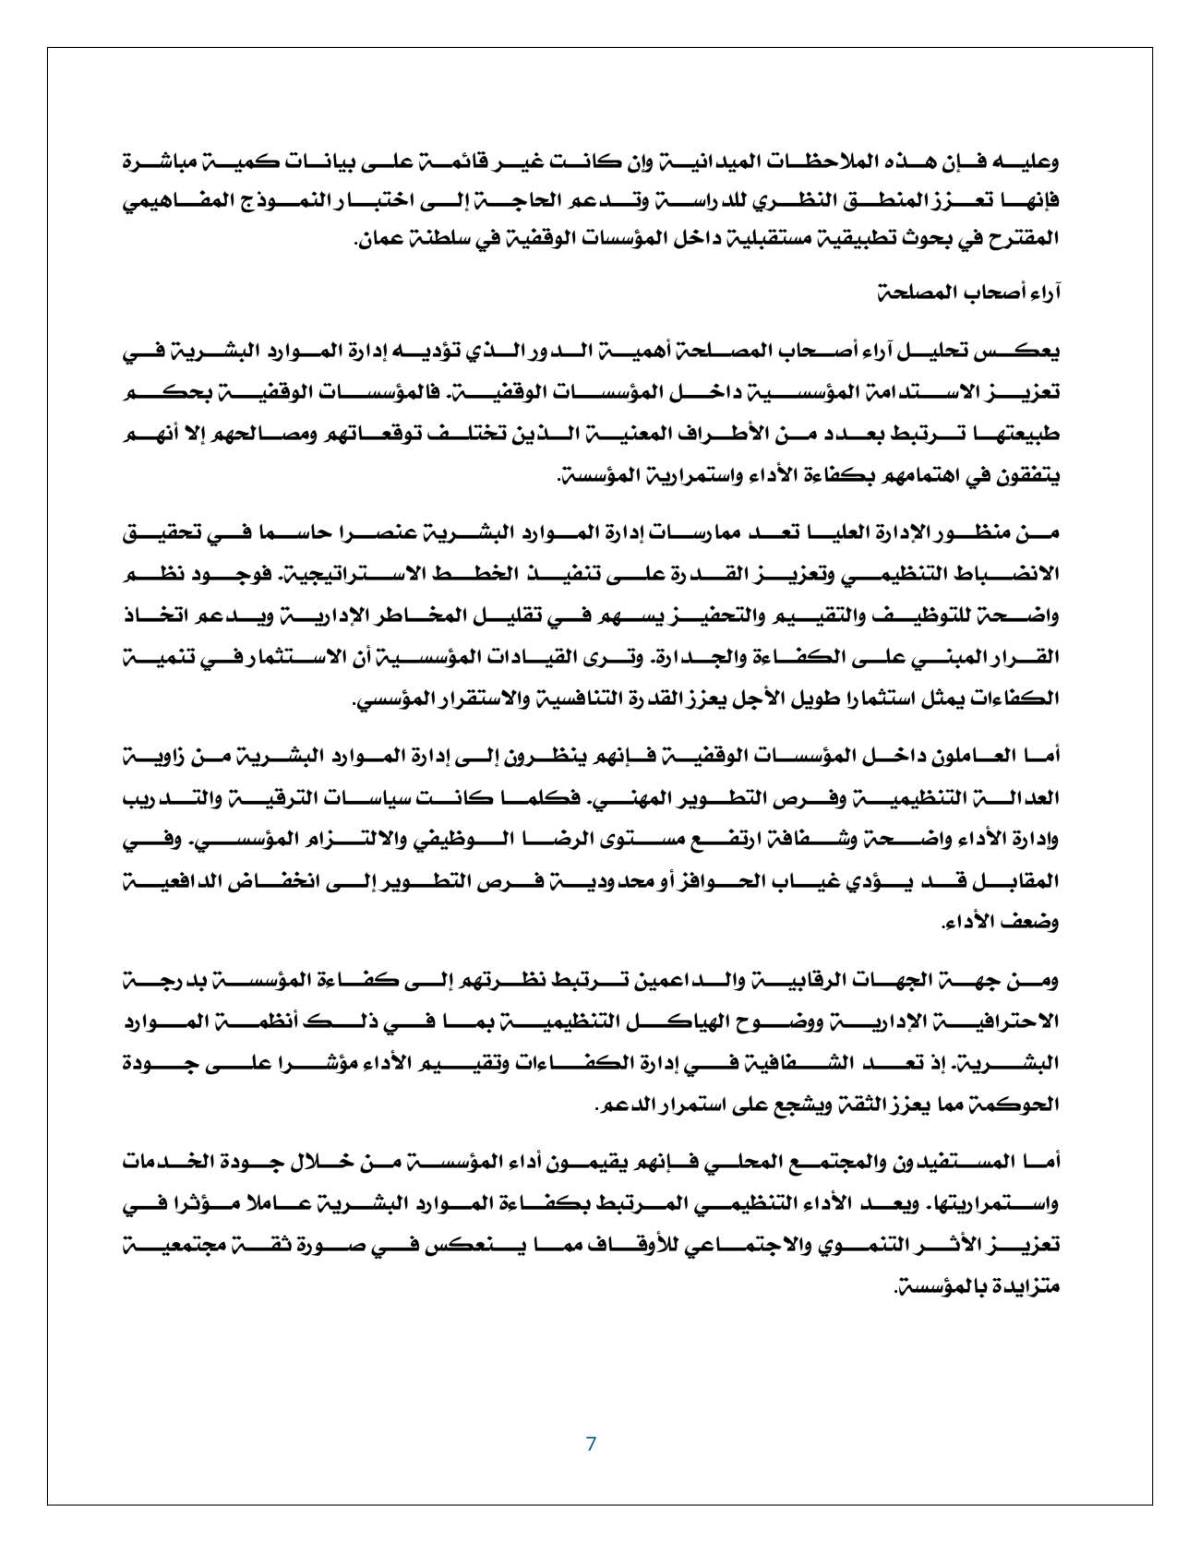 وعليه فإن هذه الملاحظات الميدانية وان كانت غير قائمة على بيانات كمية مباشرة
فإنها تعزز المنطق النظري للدراسة وتدعم الحاجة إلى اختبار النموذج المفاهيمي
المقترح في بحوث تطبيقية مستقبلية داخل المؤسسات الوقفية في سلطنة عمان.
آراء أصحاب المصلحة
يعكس تحليل آراء أصحاب المصلحة أهمية الدور الذي تؤديه إدارة الموارد البشرية في
تعزيز الاستدامة المؤسسية داخل المؤسسات الوقفية. فالمؤسسات الوقفية بحكم
طبيعتها ترتبط بعدد من الأطراف المعنية الذين تختلف توقعاتهم ومصالحهم إلا أنهم
يتفقون في اهتمامهم بكفاءة الأداء واستمرارية المؤسسة.
من منظور الإدارة العليا تعد ممارسات إدارة الموارد البشرية عنصرا حاسما في تحقيق
الانضباط التنظيمي وتعزيز القدرة على تنفيذ الخطط الاستراتيجية. فوجود نظم
واضحة للتوظيف والتقييم والتحفيز يسهم في تقليل المخاطر الإدارية ويدعم اتخاذ
القرار المبني على الكفاءة والجدارة. وترى القيادات المؤسسية أن الاستثمار في تنمية
الكفاءات يمثل استثمارا طويل الأجل يعزز القدرة التنافسية والاستقرار المؤسسي.
أما العاملون داخل المؤسسات الوقفية فإنهم ينظرون إلى إدارة الموارد البشرية من زاوية
العدالة التنظيمية وفرص التطوير المهني. فكلما كانت سياسات الترقية والتدريب
وإدارة الأداء واضحة وشفافة ارتفع مستوى الرضا الوظيفي والالتزام المؤسسي. وفي
المقابل قد يؤدي غياب الحوافز أو محدودية فرص التطوير إلى انخفاض الدافعية
وضعف الأداء.
ومن جهة الجهات الرقابية والداعمين ترتبط نظرتهم إلى كفاءة المؤسسة بدرجة
الاحترافية الإدارية ووضوح الهياكل التنظيمية بما في ذلك أنظمة الموارد
البشرية. إذ تعد الشفافية في إدارة الكفاءات وتقييم الأداء مؤشرا على جودة
الحوكمة مما يعزز الثقة ويشجع على استمرار الدعم.
أما المستفيدون والمجتمع المحلي فإنهم يقيمون أداء المؤسسة من خلال جودة الخدمات
واستمراريتها. ويعد الأداء التنظيمي المرتبط بكفاءة الموارد البشرية عاملا مؤثرا في
تعزيز الأثر التنموي والاجتماعي للأوقاف مما ينعكس في صورة ثقة مجتمعية
متزايدة بالمؤسسة.
7